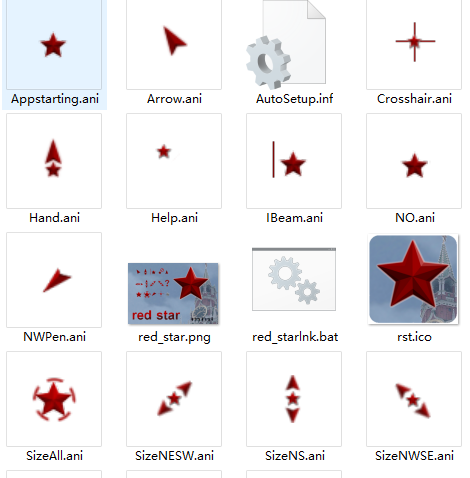 Appstarting.ani
Arrow.ani
AutoSetup.inf
Crosshair.ani
Hand.ani
Help.ani
IBeam.ani
NO.ani
NWPen.ani
red star
red_star.png
red_starlnk.bat
rst.ico
SizeAll.ani
SizeNESW.ani
SizeNS.ani
SizeNWSE.ani